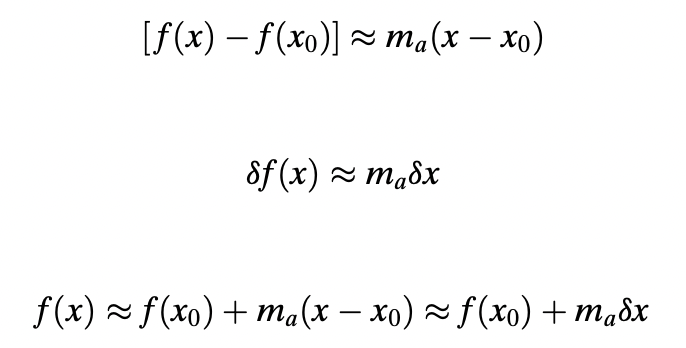 [f(x) − f(x₀)] ≈ mₐ(x − x₀)
δf(x) ≈ mₐδx
f(x) ≈ f(x₀) + mₐ(x − x₀) ≈ f(x₀) + mₐδx